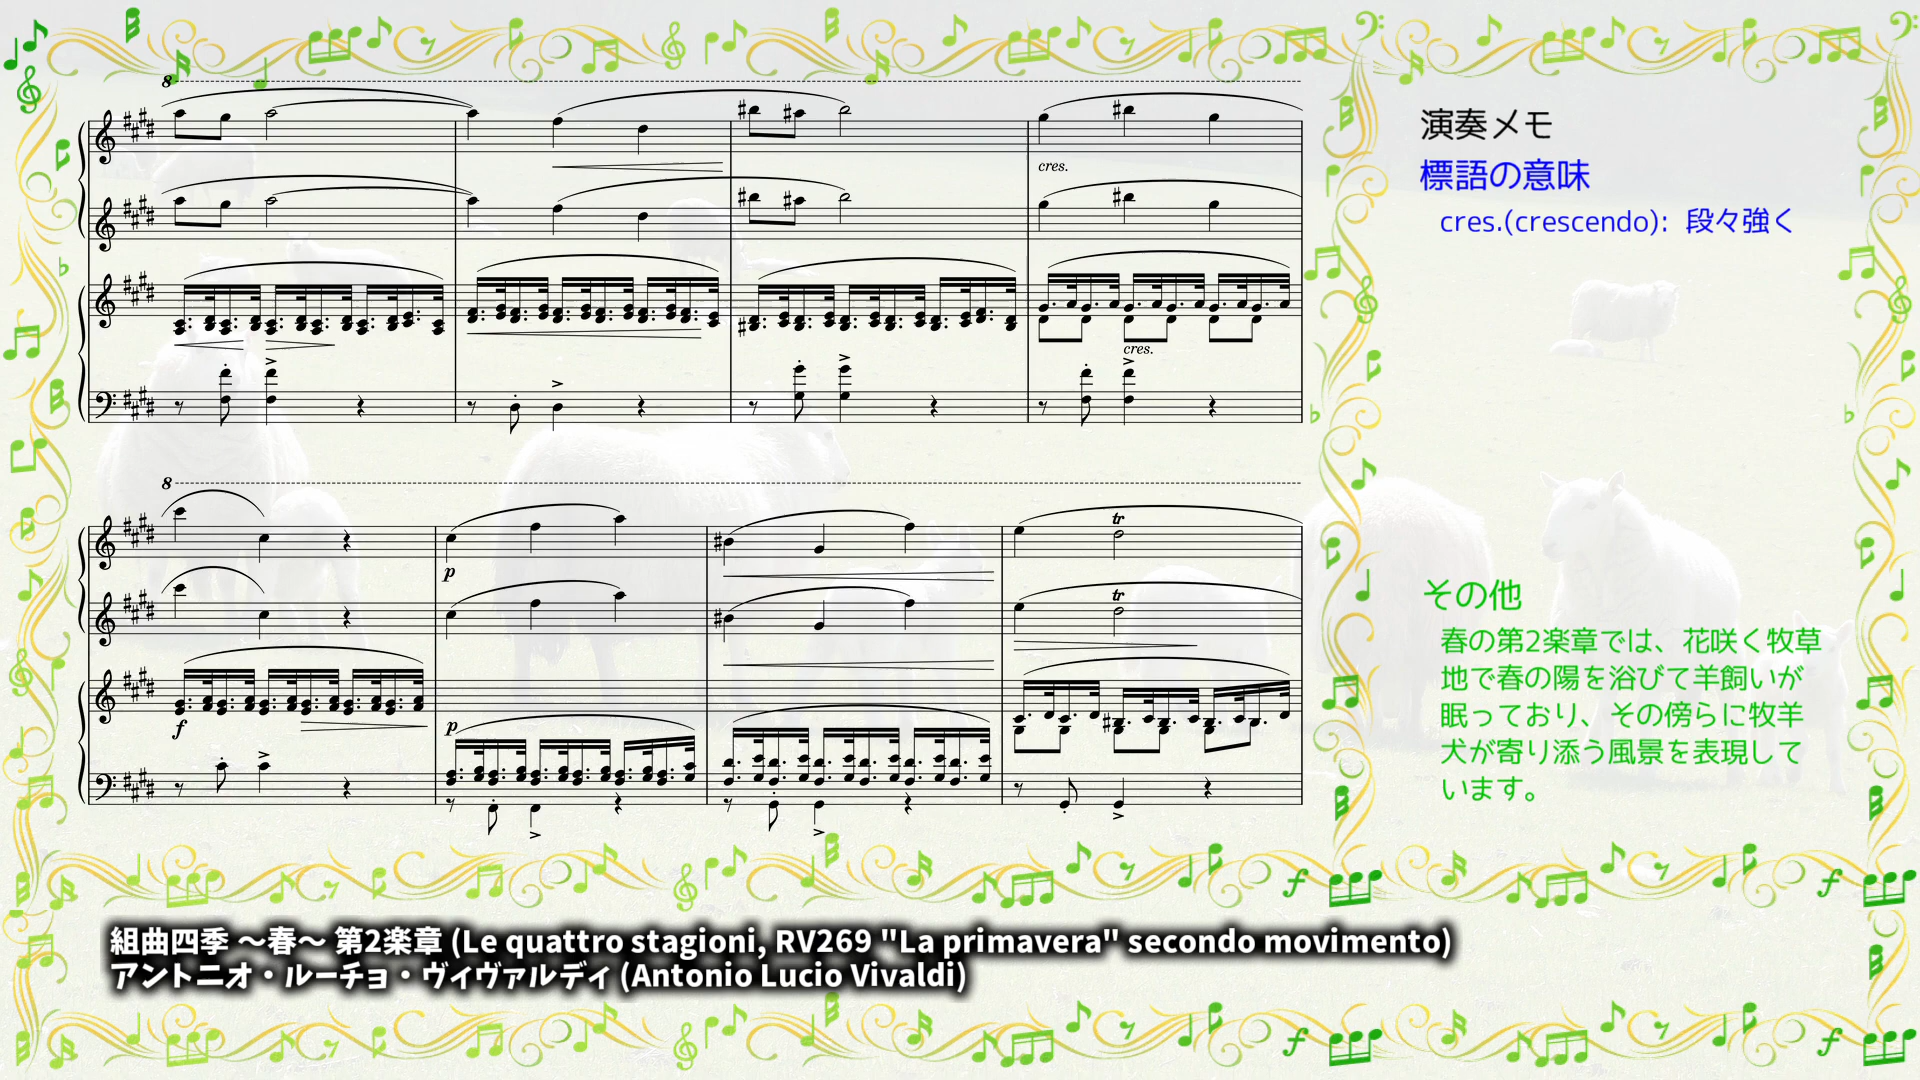 8
演奏メモ
標語の意味
cres.(crescendo): 段々強く
cres.
cres.
8
tr
p
tr
f
p
その他
春の第2楽章では、花咲く牧草
地で春の陽を浴びて羊飼いが
眠っており、その傍らに牧羊
犬が寄り添う風景を表現して
います。
組曲四季 ～春～ 第2楽章 (Le quattro stagioni, RV269 "La primavera" secondo movimento)
アントニオ・ルーチョ・ヴィヴァルディ (Antonio Lucio Vivaldi)